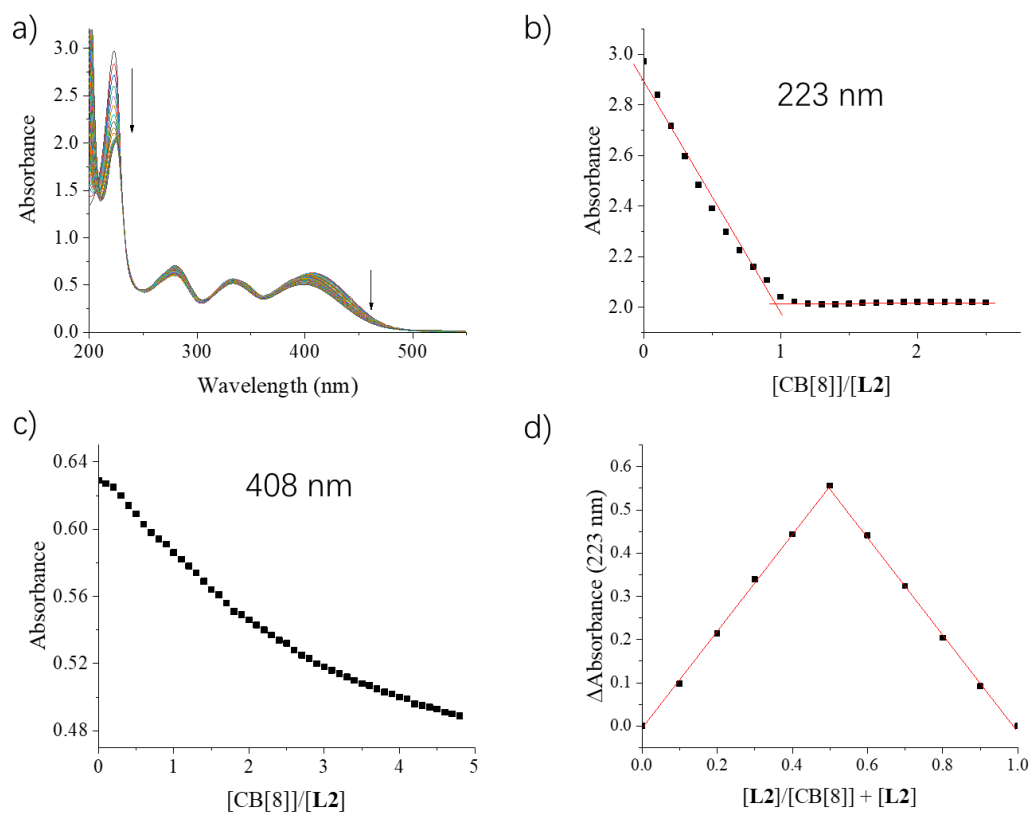 a)
3.0
2.5
2.0
1.5
1.0
0.5
0.0
Absorbance
200 300 400 500
Wavelength (nm)
b)
223 nm
3.0
2.8
2.6
2.4
2.2
2.0
Absorbance
0 1 2
[CB[8]]/[L2]
c)
408 nm
0.64
0.60
0.56
0.52
0.48
Absorbance
0 1 2 3 4 5
[CB[8]]/[L2]
d)
0.6
0.5
0.4
0.3
0.2
0.1
0.0
ΔAbsorbance (223 nm)
0.0 0.2 0.4 0.6 0.8 1.0
[L2]/[CB[8]] + [L2]